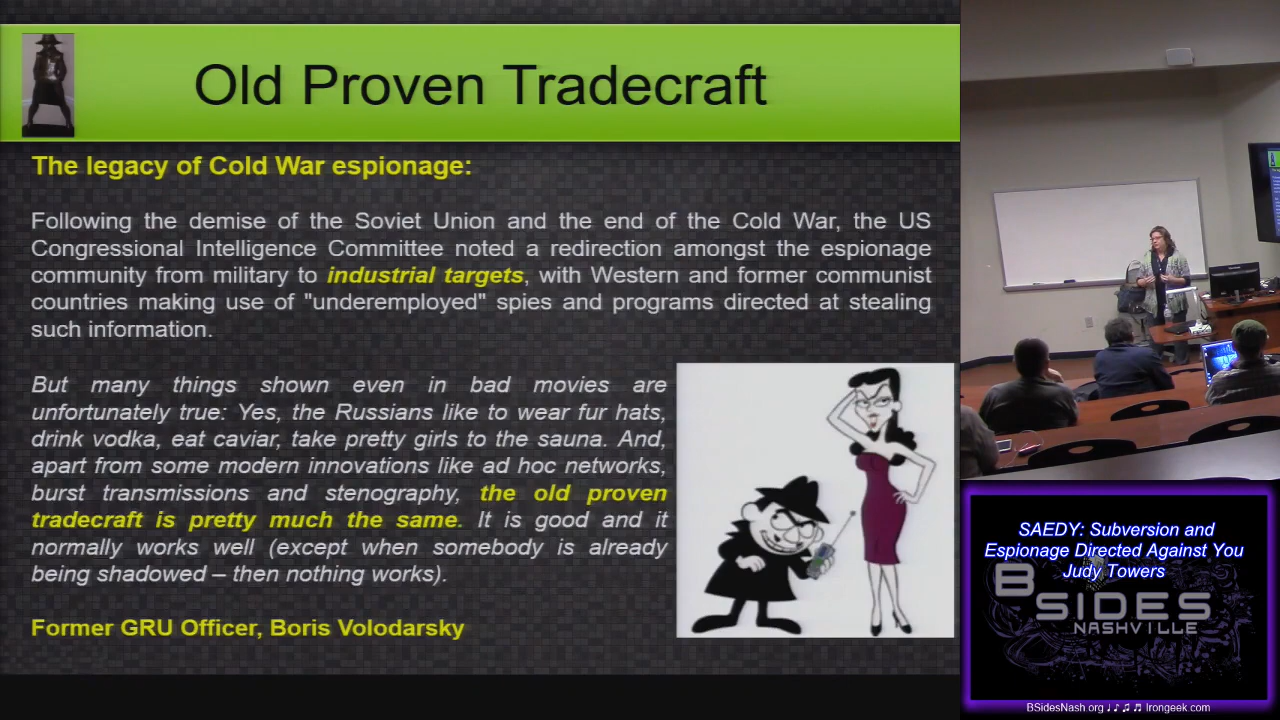 Old Proven Tradecraft
The legacy of Cold War espionage:
Following the demise of the Soviet Union and the end of the Cold War, the US
Congressional Intelligence Committee noted a redirection amongst the espionage
community from military to industrial targets, with Western and former communist
countries making use of "underemployed" spies and programs directed at stealing
such information.
But many things shown even in bad movies are
unfortunately true: Yes, the Russians like to wear fur hats,
drink vodka, eat caviar, take pretty girls to the sauna. And,
apart from some modern innovations like ad hoc networks,
burst transmissions and stenography, the old proven
tradecraft is pretty much the same. It is good and it
normally works well (except when somebody is already
being shadowed – then nothing works).
Former GRU Officer, Boris Volodarsky
SAEDY: Subversion and
Espionage Directed Against You
Judy Towers
BSIDES
NASHVILLE
BSidesNash.org ♩ ♪ ♫ ♬ Irongeek.com